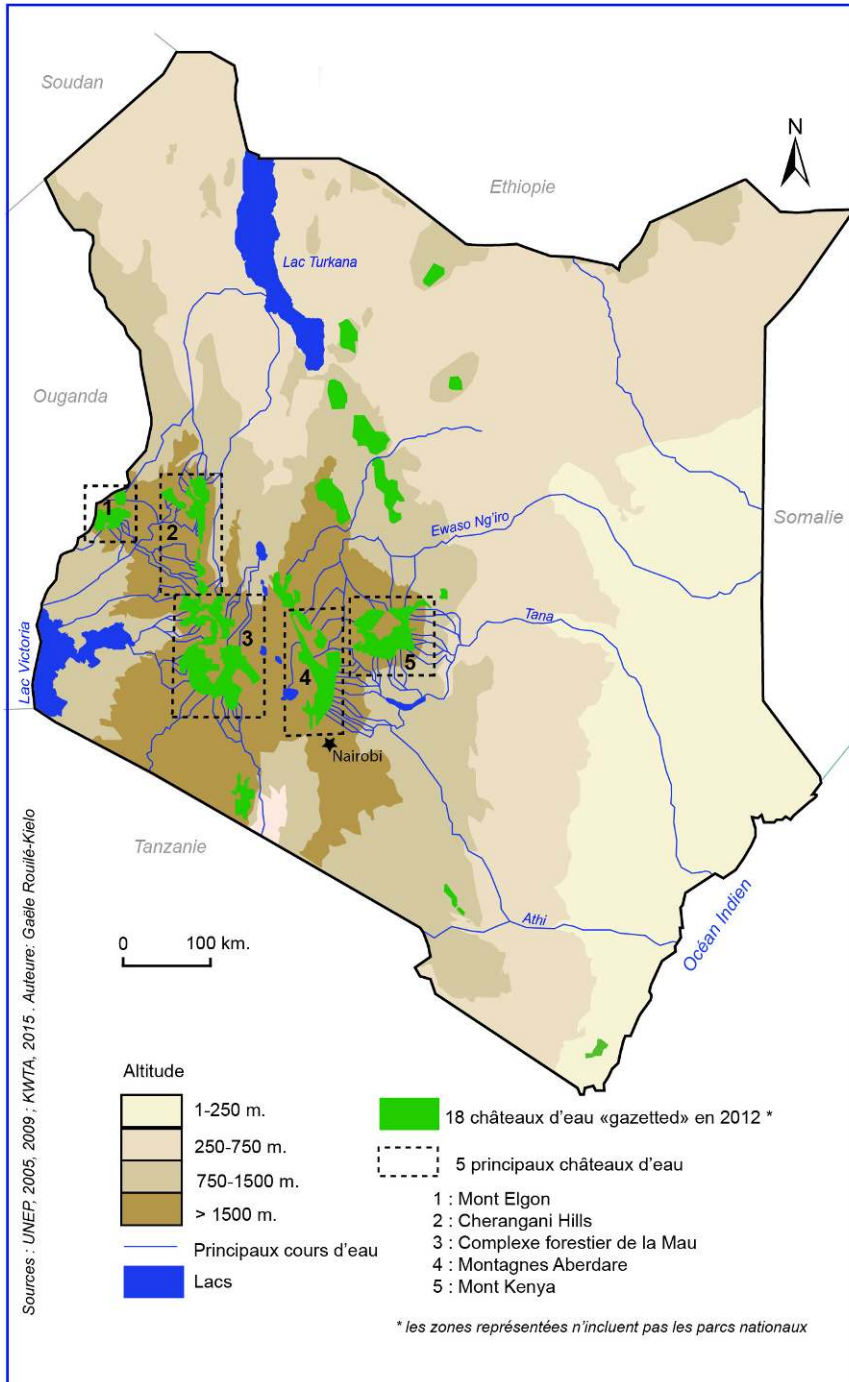 Soudan
N
Ethiopie
Lac Turkana
Ouganda
1
2
Ewaso Ng'iro
Somalie
Tana
Lac Victoria
3
4
5
Nairobi
Tanzanie
Athi
Océan Indien
0 100 km.
Altitude
1-250 m.
250-750 m.
750-1500 m.
> 1500 m.
Principaux cours d'eau
Lacs
18 châteaux d'eau «gazetted» en 2012 *
5 principaux châteaux d'eau
1 : Mont Elgon
2 : Cherangani Hills
3 : Complexe forestier de la Mau
4 : Montagnes Aberdare
5 : Mont Kenya
* les zones représentées n'incluent pas les parcs nationaux
Sources : UNEP, 2005, 2009 ; KWTA, 2015 . Auteure: Gaële Rouilé-Kielo